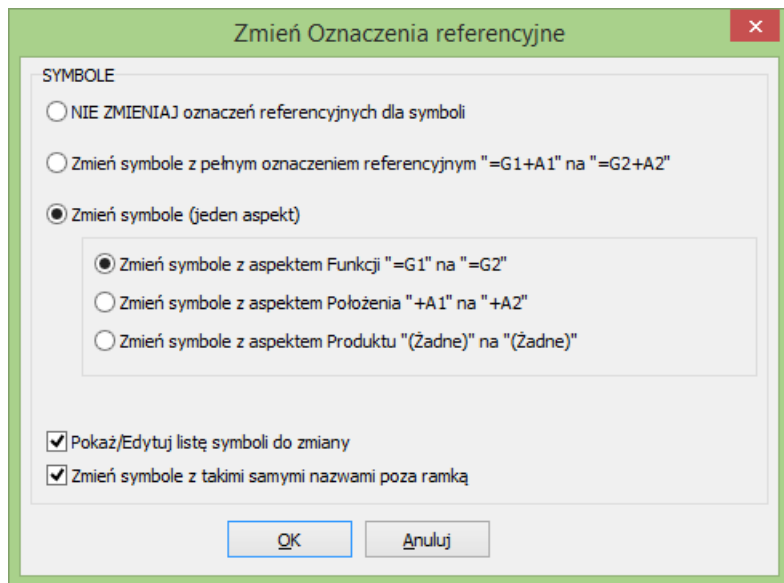 Zmień Oznaczenia referencyjne
SYMBOLE
NIE ZMIENIAJ oznaczeń referencyjnych dla symboli
Zmień symbole z pełnym oznaczeniem referencyjnym "=G1+A1" na "=G2+A2"
Zmień symbole (jeden aspekt)
Zmień symbole z aspektem Funkcji "=G1" na "=G2"
Zmień symbole z aspektem Położenia "+A1" na "+A2"
Zmień symbole z aspektem Produktu "(Żadne)" na "(Żadne)"
Pokaż/Edytuj listę symboli do zmiany
Zmień symbole z takimi samymi nazwami poza ramką
OK Anuluj